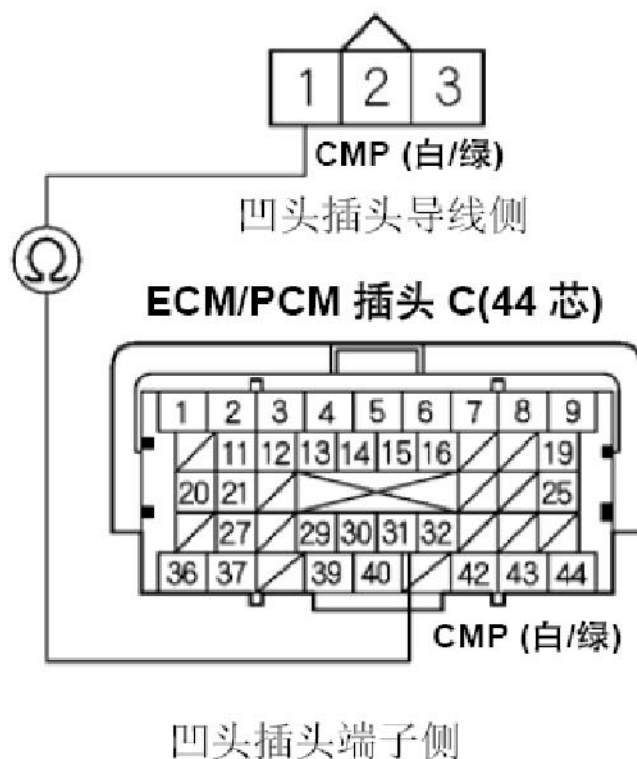 1 2 3
CMP (白/绿)
凹头插头导线侧
Ω
ECM/PCM 插头 C(44 芯)
1 2 3 4 5 6 7 8 9
11 12 13 14 15 16 19
20 21 25
27 29 30 31 32
36 37 39 40 42 43 44
CMP (白/绿)
凹头插头端子侧